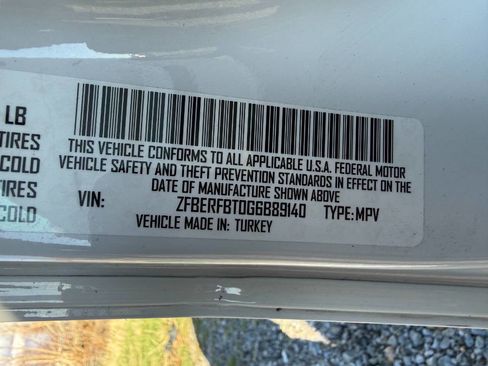 LB
TIRES
COLD
TIRES
COLD
THIS VEHICLE CONFORMS TO ALL APPLICABLE U.S.A. FEDERAL MOTOR
VEHICLE SAFETY AND THEFT PREVENTION STANDARDS IN EFFECT ON THE
DATE OF MANUFACTURE SHOWN ABOVE
VIN: ZFBERFBT0G6B89140 TYPE: MPV
VEHICLE MADE IN: TURKEY